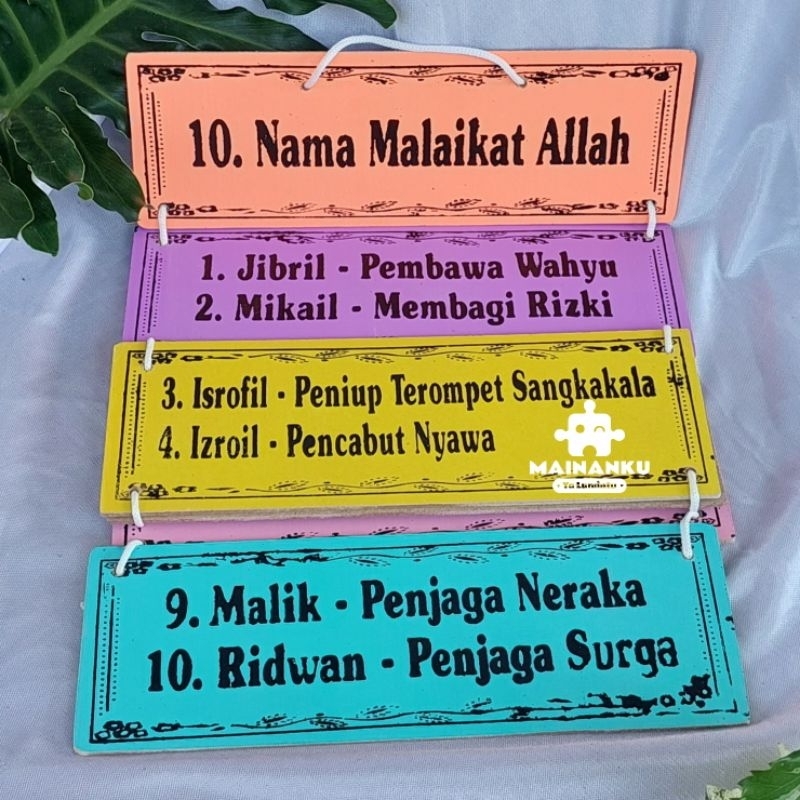 10. Nama Malaikat Allah
1. Jibril - Pembawa Wahyu
2. Mikail - Membagi Rizki
3. Isrofil - Peniup Terompet Sangkakala
4. Izroil - Pencabut Nyawa
MAINANKU
9. Malik - Penjaga Neraka
10. Ridwan - Penjaga Surga